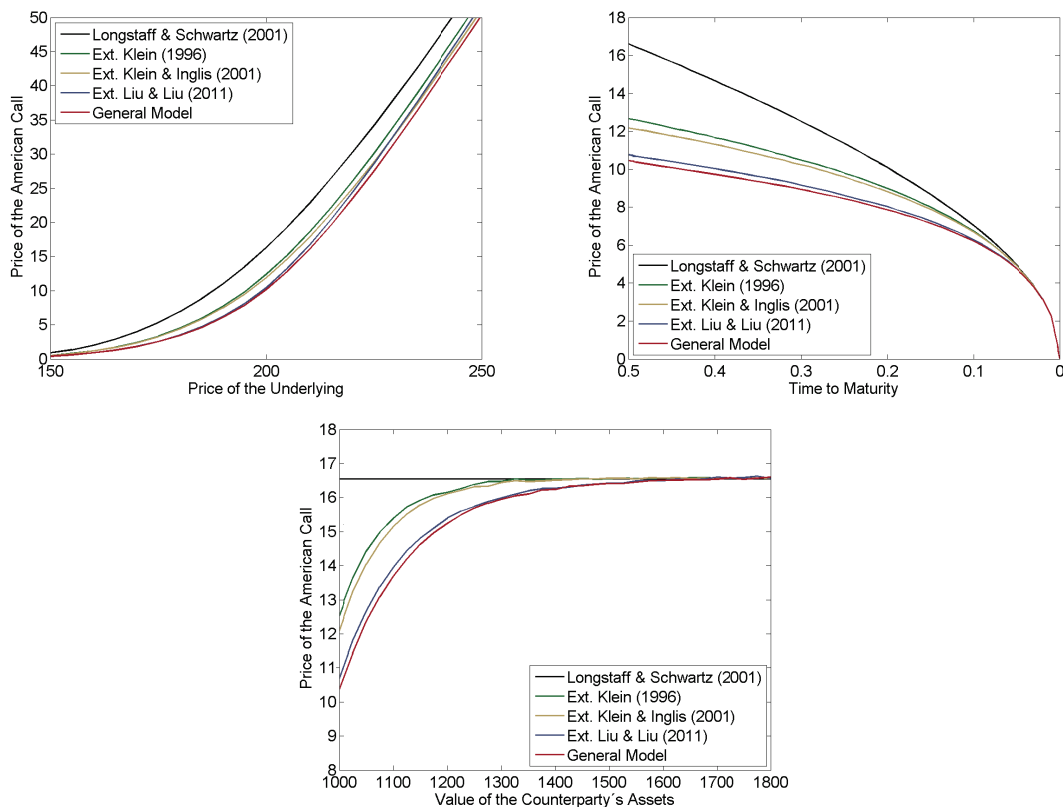 50
45
40
35
30
25
20
15
10
5
0
Price of the American Call
Longstaff & Schwartz (2001)
Ext. Klein (1996)
Ext. Klein & Inglis (2001)
Ext. Liu & Liu (2011)
General Model
150
200
250
Price of the Underlying
18
16
14
12
10
8
6
4
2
0
Price of the American Call
Longstaff & Schwartz (2001)
Ext. Klein (1996)
Ext. Klein & Inglis (2001)
Ext. Liu & Liu (2011)
General Model
0.5
0.4
0.3
0.2
0.1
0
Time to Maturity
18
17
16
15
14
13
12
11
10
9
8
Price of the American Call
Longstaff & Schwartz (2001)
Ext. Klein (1996)
Ext. Klein & Inglis (2001)
Ext. Liu & Liu (2011)
General Model
1000
1100
1200
1300
1400
1500
1600
1700
1800
Value of the Counterparty´s Assets